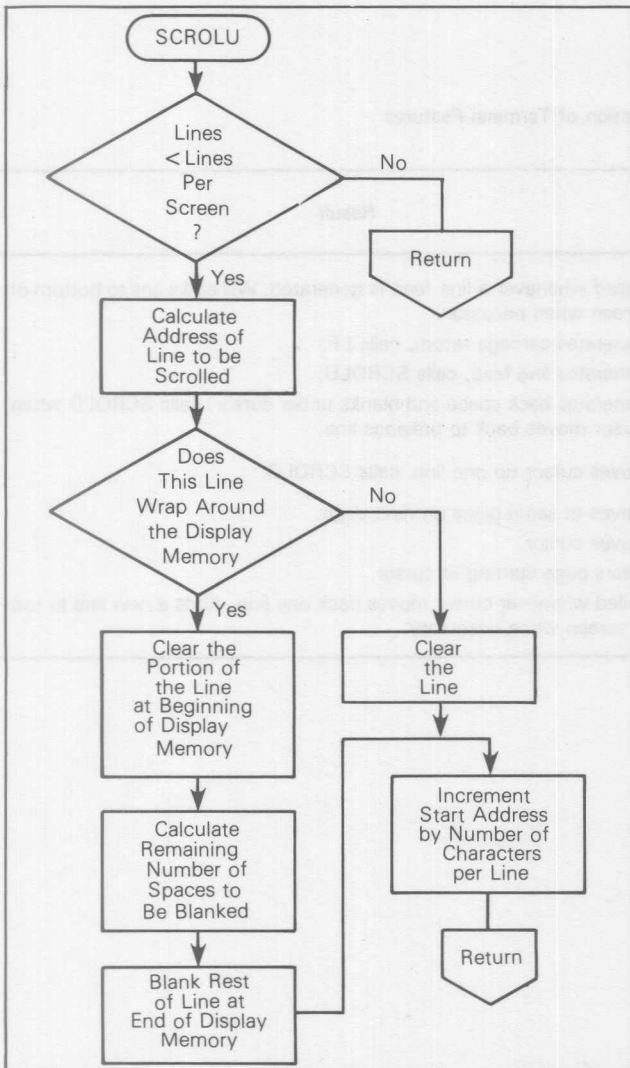 SCROLU
Lines
< Lines
Per
Screen
?
No
Return
Yes
Calculate
Address of
Line to be
Scrolled
Does
This Line
Wrap Around
the Display
Memory
No
Yes
Clear the
Portion of
the Line
at Beginning
of Display
Memory
Clear
the
Line
Calculate
Remaining
Number of
Spaces to
Be Blanked
Increment
Start Address
by Number of
Characters
per Line
Return
Blank Rest
of Line at
End of Display
Memory